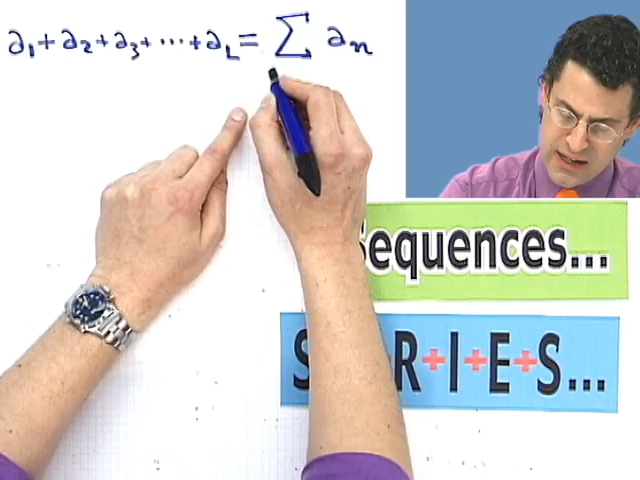 a₁+a₂+a₃+⋯+a_L = ∑ aₙ
Sequences...
S R+I+E+S...